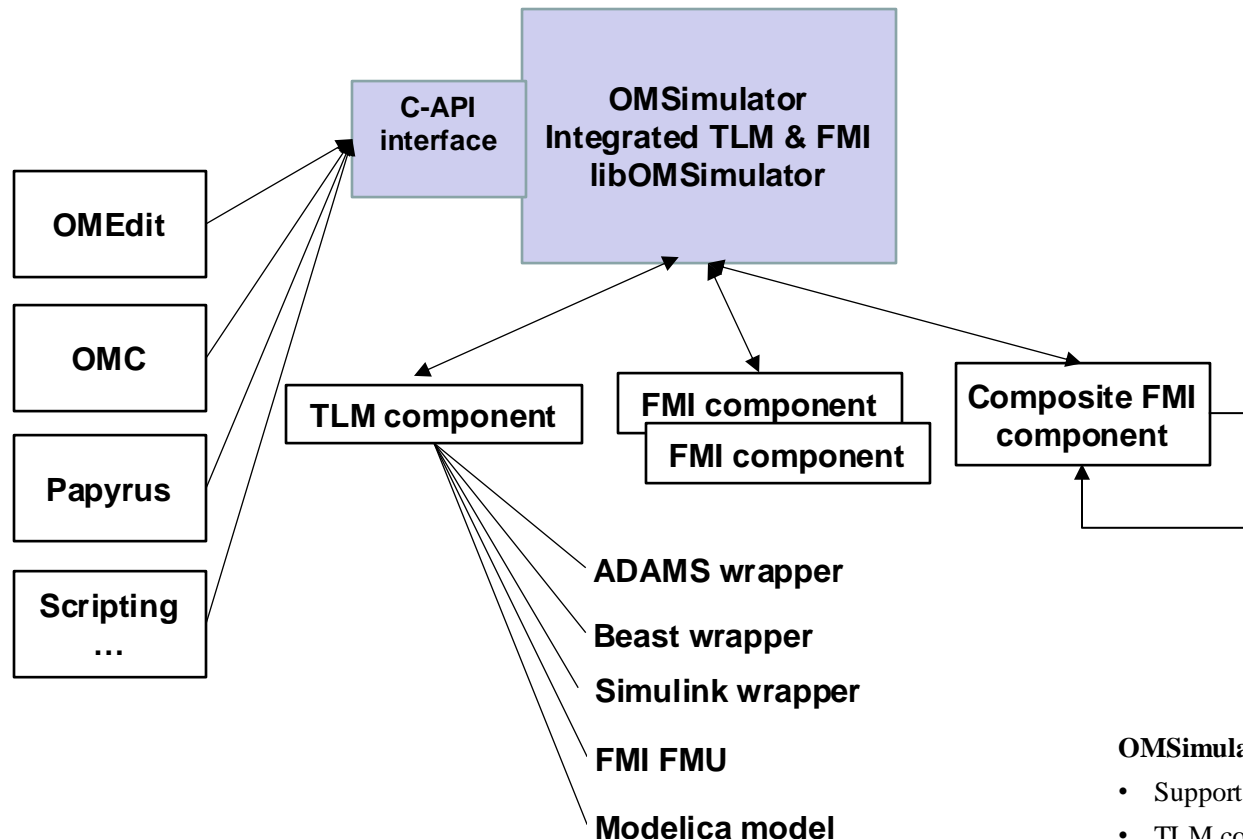 C-API
interface
OMSimulator
Integrated TLM & FMI
libOMSimulator
OMEdit
OMC
Papyrus
Scripting
…
TLM component
FMI component
FMI component
Composite FMI
component
ADAMS wrapper
Beast wrapper
Simulink wrapper
FMI FMU
Modelica model
• Support
• TLM